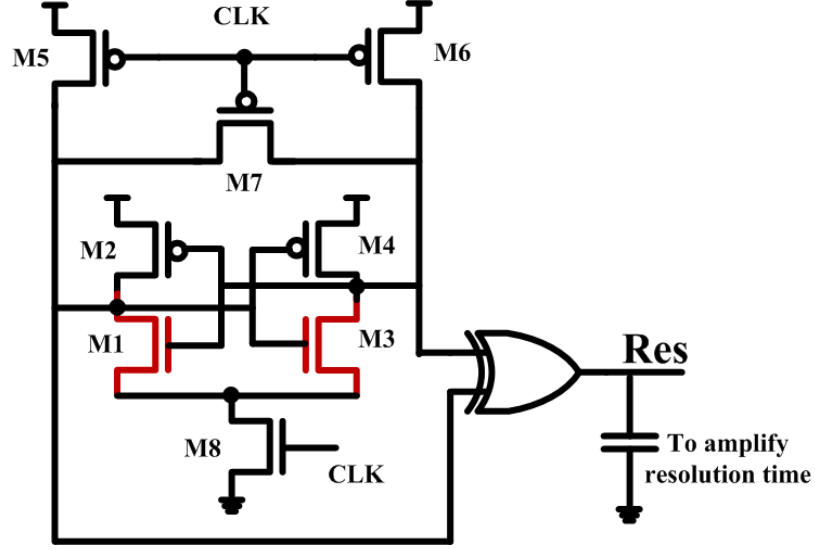 CLK
M5
M6
M7
M2
M4
M1
M3
Res
M8
CLK
To amplify
resolution time